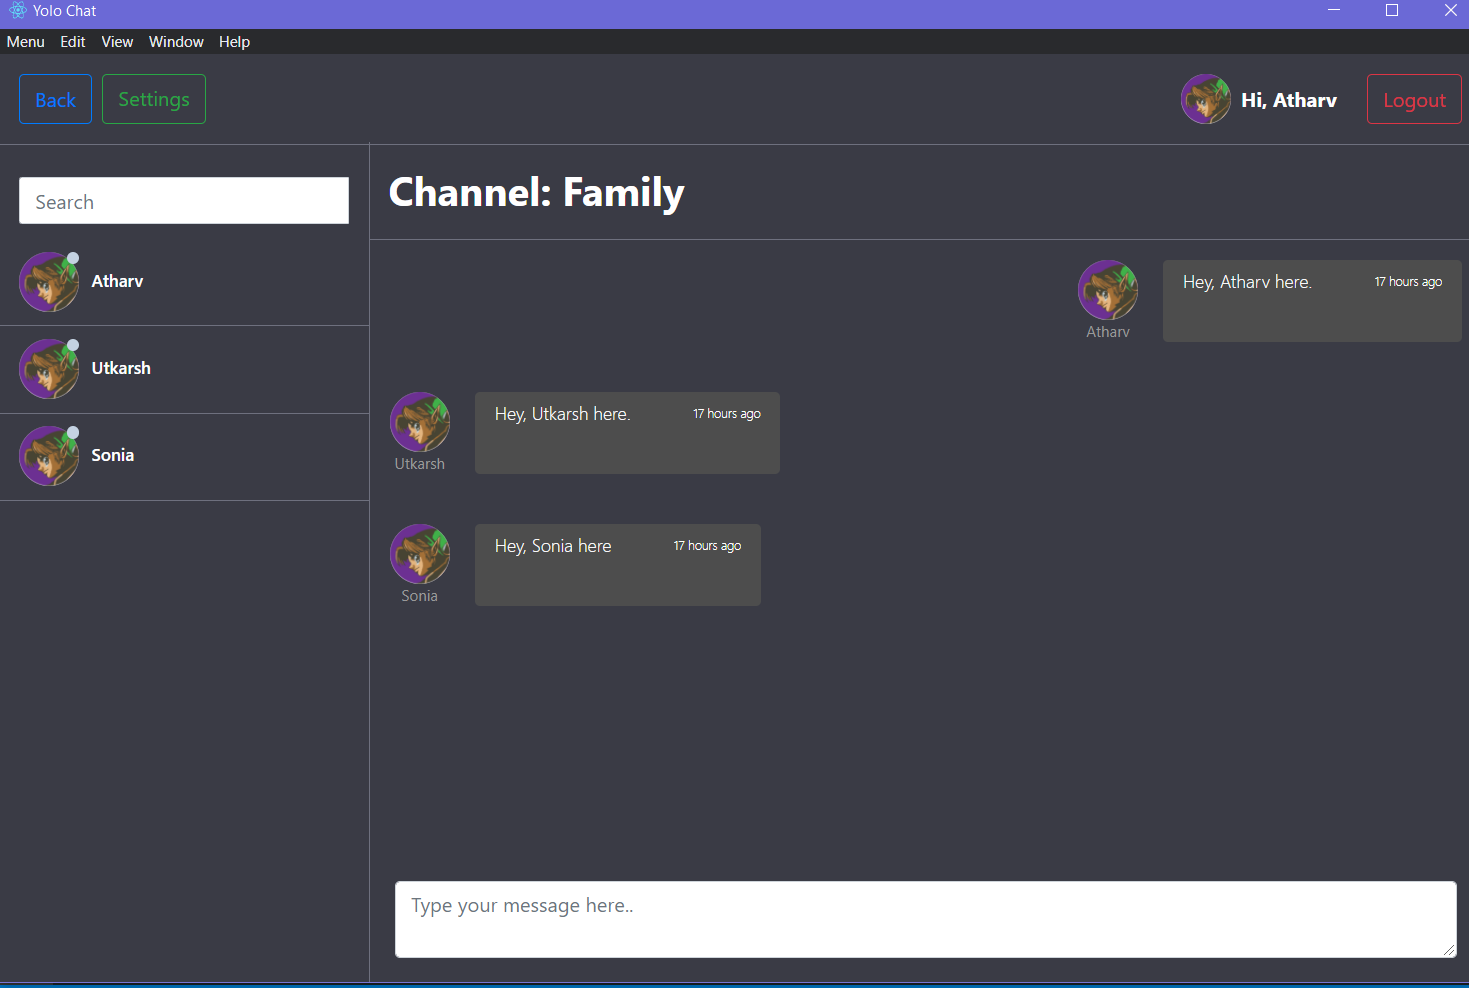 Yolo Chat
Menu Edit View Window Help
Back Settings Hi, Atharv Logout
Search
Atharv
Utkarsh
Sonia
Channel: Family
Hey, Atharv here. 17 hours ago
Atharv
Hey, Utkarsh here. 17 hours ago
Utkarsh
Hey, Sonia here 17 hours ago
Sonia
Type your message here..